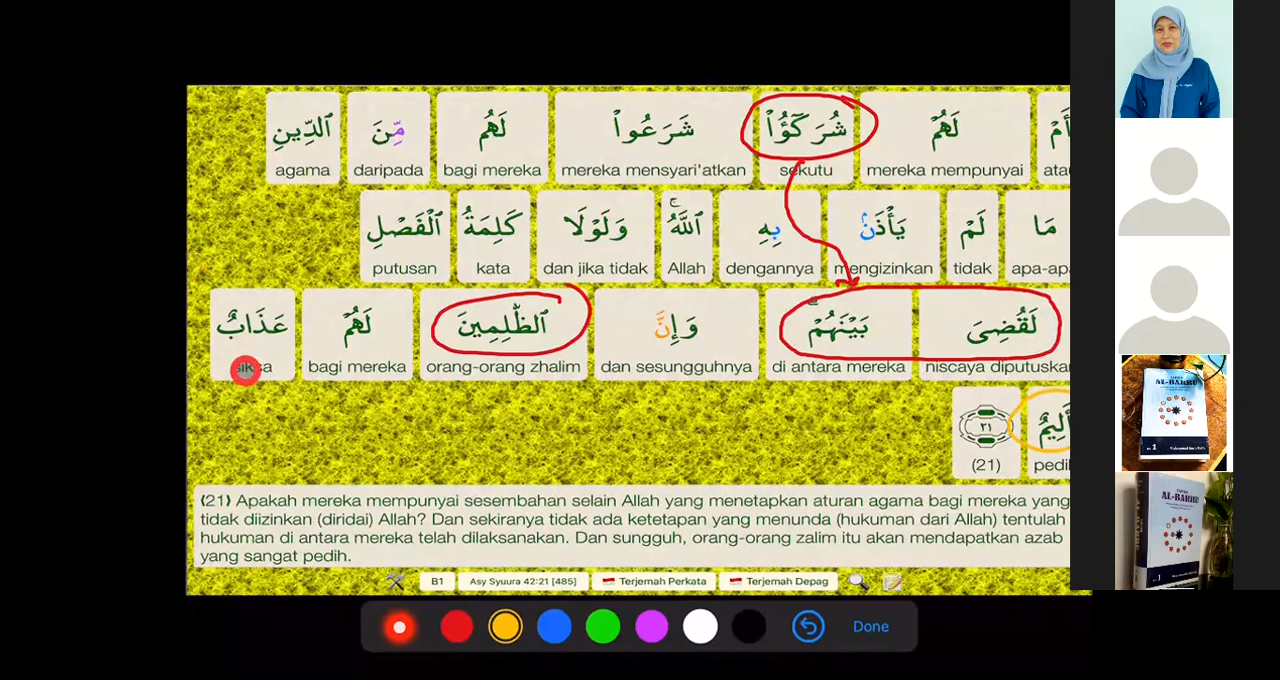 أَمْ لَهُمْ شُرَكَٰٓؤُا۟ شَرَعُوا۟ لَهُم مِّنَ ٱلدِّينِ
mereka mempunyai sekutu mereka mensyari'atkan bagi mereka daripada agama
مَا لَمْ يَأْذَنۢ بِهِ ٱللَّهُ ۚ وَلَوْلَا كَلِمَةُ ٱلْفَصْلِ
apa-apa tidak mengizinkan dengannya Allah dan jika tidak kata putusan
لَقُضِىَ بَيْنَهُمْ ۗ وَإِنَّ ٱلظَّٰلِمِينَ لَهُمْ عَذَابٌ
niscaya diputuskan di antara mereka dan sesungguhnya orang-orang zhalim bagi mereka siksa
أَلِيمٌ ٢١
pedi (21)
(21) Apakah mereka mempunyai sesembahan selain Allah yang menetapkan aturan agama bagi mereka yang
tidak diizinkan (diridai) Allah? Dan sekiranya tidak ada ketetapan yang menunda (hukuman dari Allah) tentulah
hukuman di antara mereka telah dilaksanakan. Dan sungguh, orang-orang zalim itu akan mendapatkan azab
yang sangat pedih.
B1 Asy Syuura 42:21 [485] Terjemah Perkata Terjemah Depag
Done
AL-BARRU
1
AL-BARRU
1